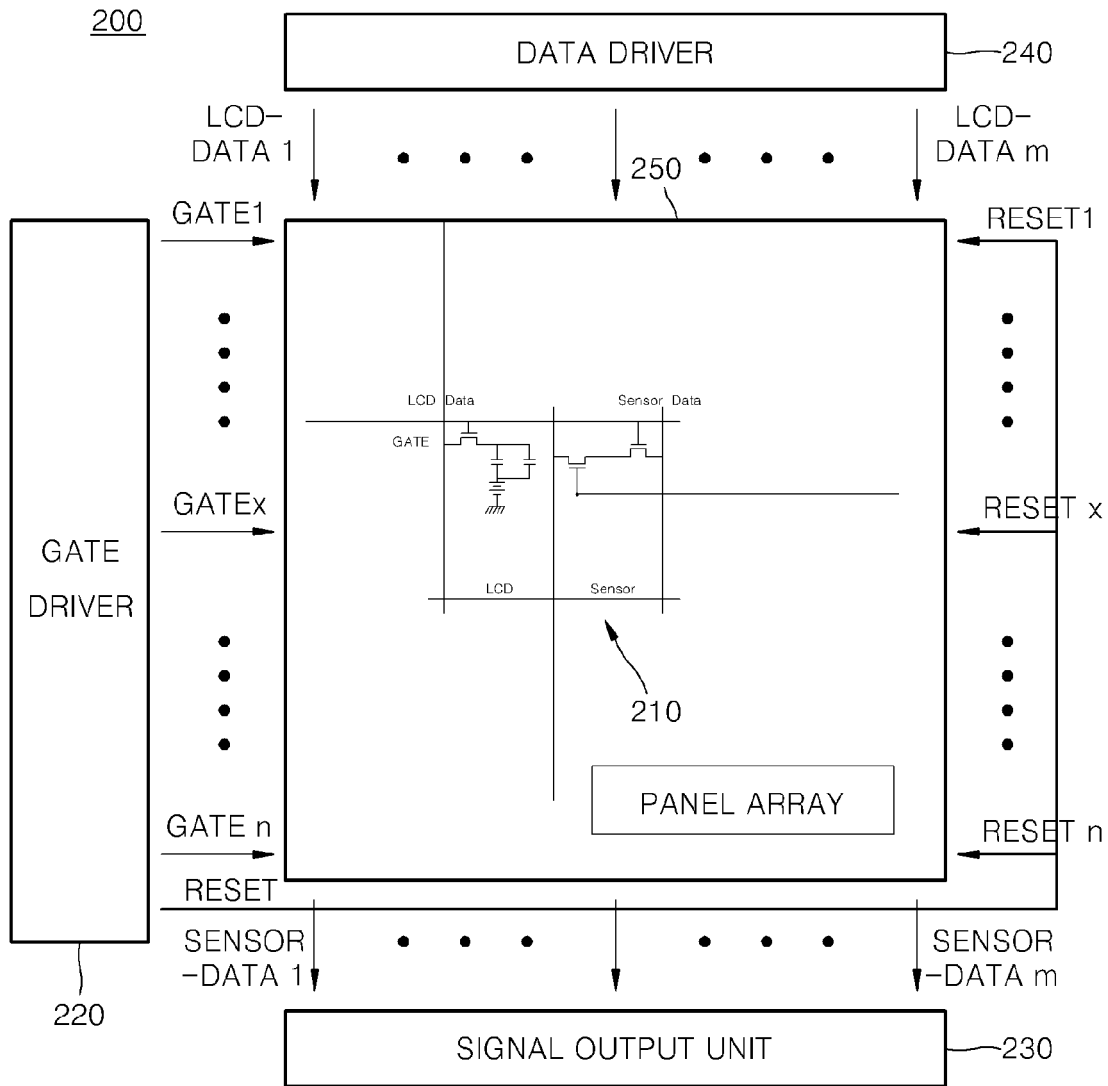 200
DATA DRIVER
240
LCD-
DATA 1
LCD-
DATA m
250
GATE1
RESET1
LCD Data
Sensor Data
GATE
GATEx
RESET x
GATE
DRIVER
LCD
Sensor
210
PANEL ARRAY
GATE n
RESET n
RESET
SENSOR
-DATA 1
SENSOR
-DATA m
220
SIGNAL OUTPUT UNIT
230